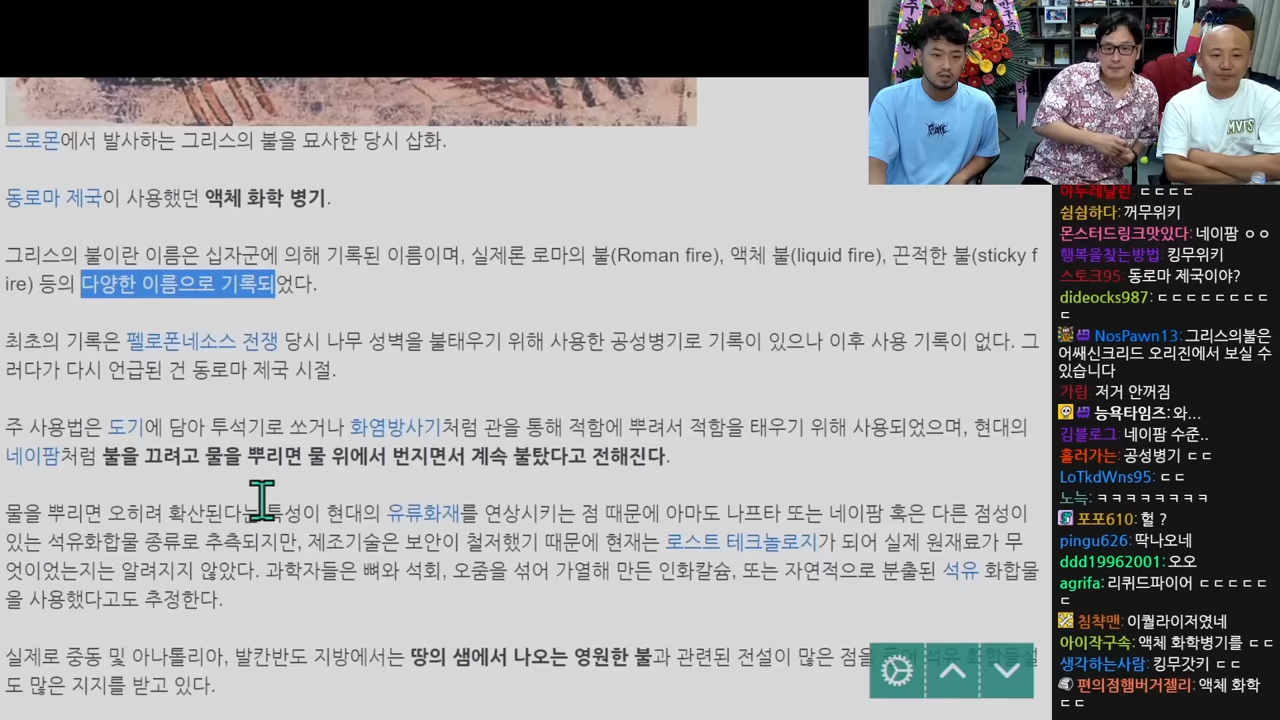 드로몬에서 발사하는 그리스의 불을 묘사한 당시 삽화.
동로마 제국이 사용했던 액체 화학 병기.
그리스의 불이란 이름은 십자군에 의해 기록된 이름이며, 실제론 로마의 불(Roman fire), 액체 불(liquid fire), 끈적한 불(sticky f
ire) 등의 다양한 이름으로 기록되었다.
최초의 기록은 펠로폰네소스 전쟁 당시 나무 성벽을 불태우기 위해 사용한 공성병기로 기록이 있으나 이후 사용 기록이 없다. 그
러다가 다시 언급된 건 동로마 제국 시절.
주 사용법은 도기에 담아 투석기로 쏘거나 화염방사기처럼 관을 통해 적함에 뿌려서 적함을 태우기 위해 사용되었으며, 현대의
네이팜처럼 불을 끄려고 물을 뿌리면 물 위에서 번지면서 계속 불탔다고 전해진다.
물을 뿌리면 오히려 확산된다는 특성이 현대의 유류화재를 연상시키는 점 때문에 아마도 나프타 또는 네이팜 혹은 다른 점성이
있는 석유화합물 종류로 추측되지만, 제조기술은 보안이 철저했기 때문에 현재는 로스트 테크놀로지가 되어 실제 원재료가 무
엇이었는지는 알려지지 않았다. 과학자들은 뼈와 석회, 오줌을 섞어 가열해 만든 인화칼슘, 또는 자연적으로 분출된 석유 화합물
을 사용했다고도 추정한다.
실제로 중동 및 아나톨리아, 발칸반도 지방에서는 땅의 샘에서 나오는 영원한 불과 관련된 전설이 많은 점을 들어 석유 화합물설
도 많은 지지를 받고 있다.
MVTS
ㄷㄷㄷㄷ
쉼쉼하다: 꺼무위키
몬스터드링크맛있다: 네이팜 ㅇㅇ
행복을찾는방법: 킹무위키
스토크95: 동로마 제국이야?
dideocks987: ㄷㄷㄷㄷㄷㄷㄷㄷ
ㄷ
NosPawn13: 그리스의불은
어쌔신크리드 오리진에서 보실 수
있습니다
가림: 저거 안꺼짐
능욕타임즈: 와...
김블로그: 네이팜 수준..
흘러가는: 공성병기 ㄷㄷ
LoTkdWns95: ㄷㄷ
노늑: ㅋㅋㅋㅋㅋㅋㅋㅋ
포포610: 헐 ?
pingu626: 딱나오네
ddd19962001: 오오
agrifa: 리퀴드파이어 ㄷㄷㄷㄷㄷ
ㄷ
침착맨: 이퀄라이저였네
아이작구속: 액체 화학병기를 ㄷㄷ
생각하는사람: 킹무갓키 ㄷㄷ
편의점햄버거젤리: 액체 화학
ㄷㄷ